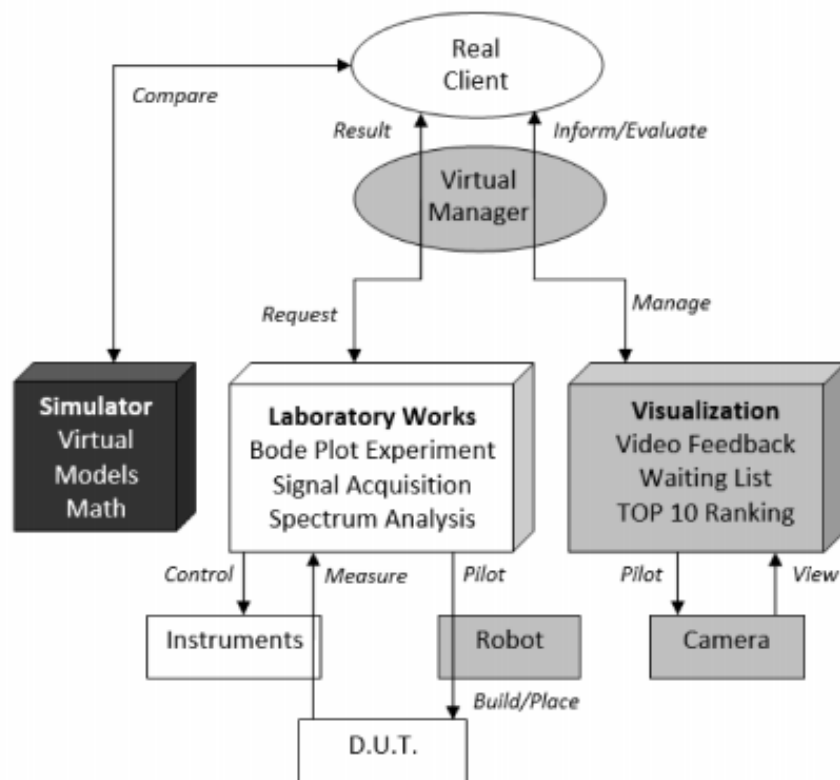 Real
Client
Compare
Result
Inform/Evaluate
Virtual
Manager
Request
Manage
Simulator
Virtual
Models
Math
Laboratory Works
Bode Plot Experiment
Signal Acquisition
Spectrum Analysis
Visualization
Video Feedback
Waiting List
TOP 10 Ranking
Control
Measure
Pilot
Pilot
View
Instruments
Robot
Camera
Build/Place
D.U.T.